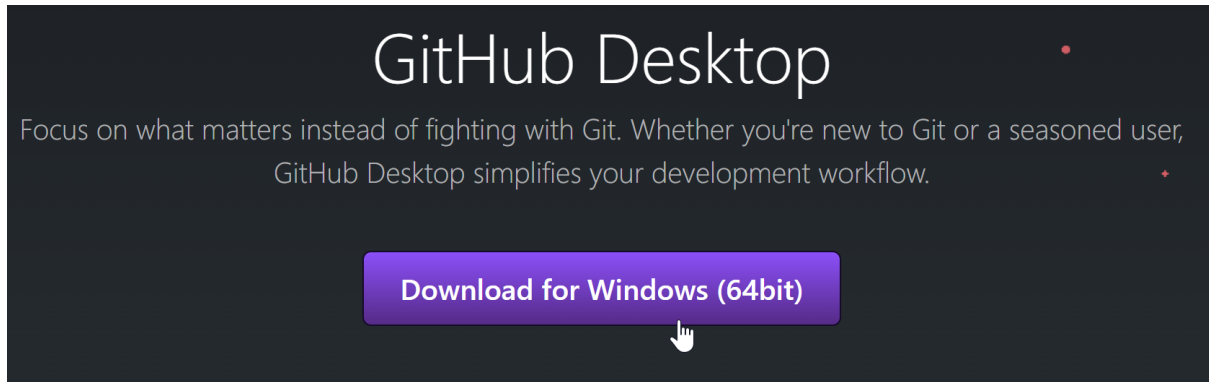 GitHub Desktop
Focus on what matters instead of fighting with Git. Whether you're new to Git or a seasoned user,
GitHub Desktop simplifies your development workflow.
Download for Windows (64bit)